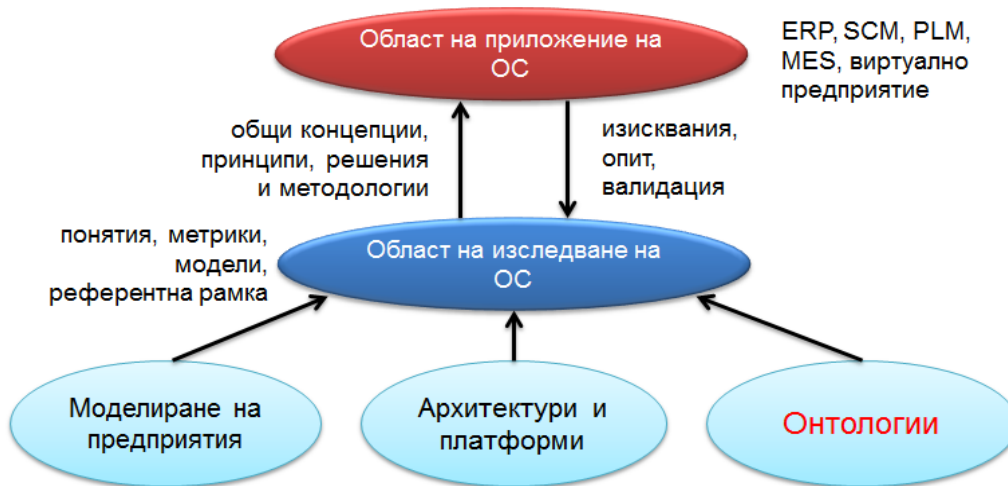 Област на приложение на
ОС
ERP, SCM, PLM,
MES, виртуално
предприятие
общи концепции,
принципи, решения
и методологии
изисквания,
опит,
валидация
понятия, метрики,
модели,
референтна рамка
Област на изследване на
ОС
Моделиране на
предприятия
Архитектури и
платформи
Онтологии